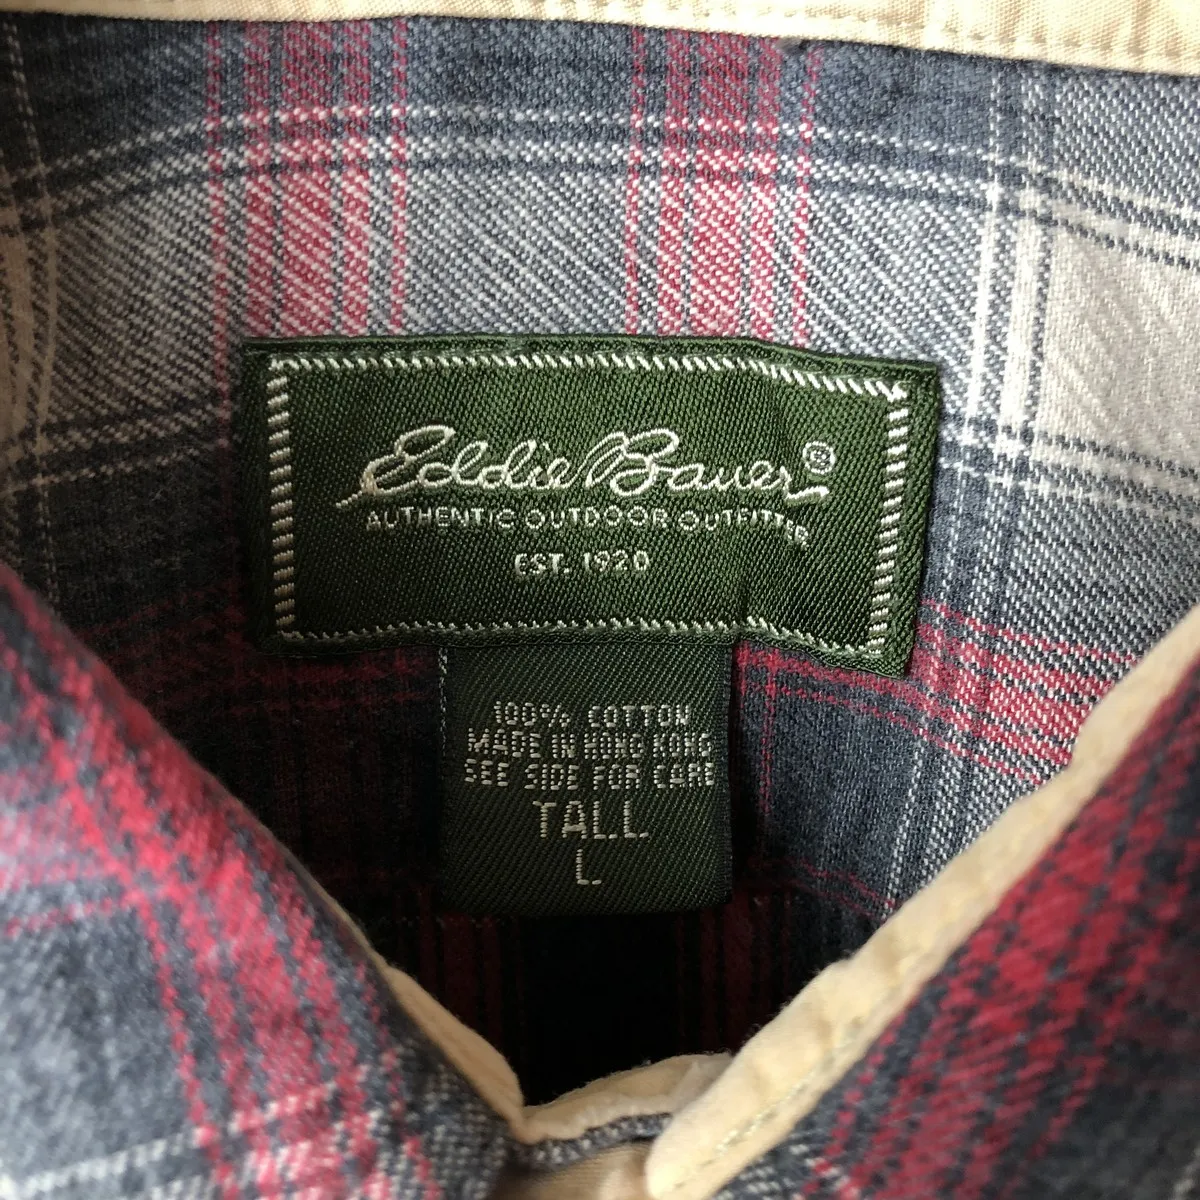 Eddie Bauer®
AUTHENTIC OUTDOOR OUTFITTER
EST. 1920
100% COTTON
MADE IN HONG KONG
SEE SIDE FOR CARE
TALL
L